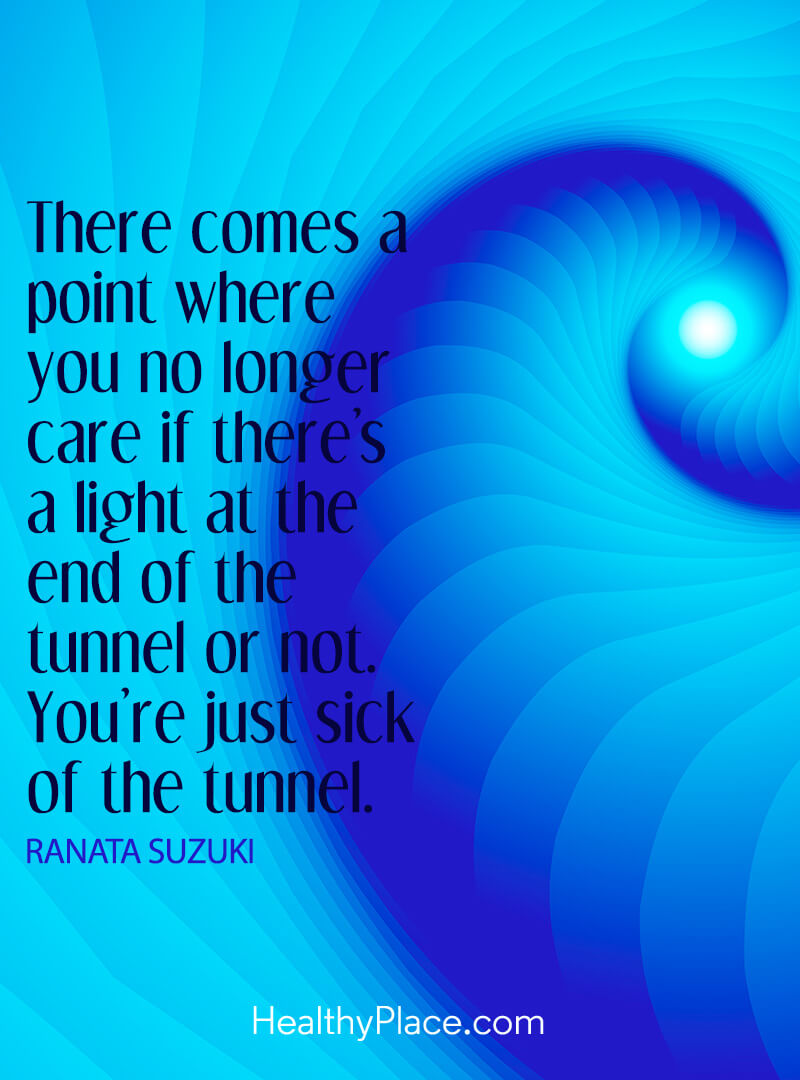 There comes a
point where
you no longer
care if there’s
a light at the
end of the
tunnel or not.
You’re just sick
of the tunnel.
RANATA SUZUKI
HealthyPlace.com